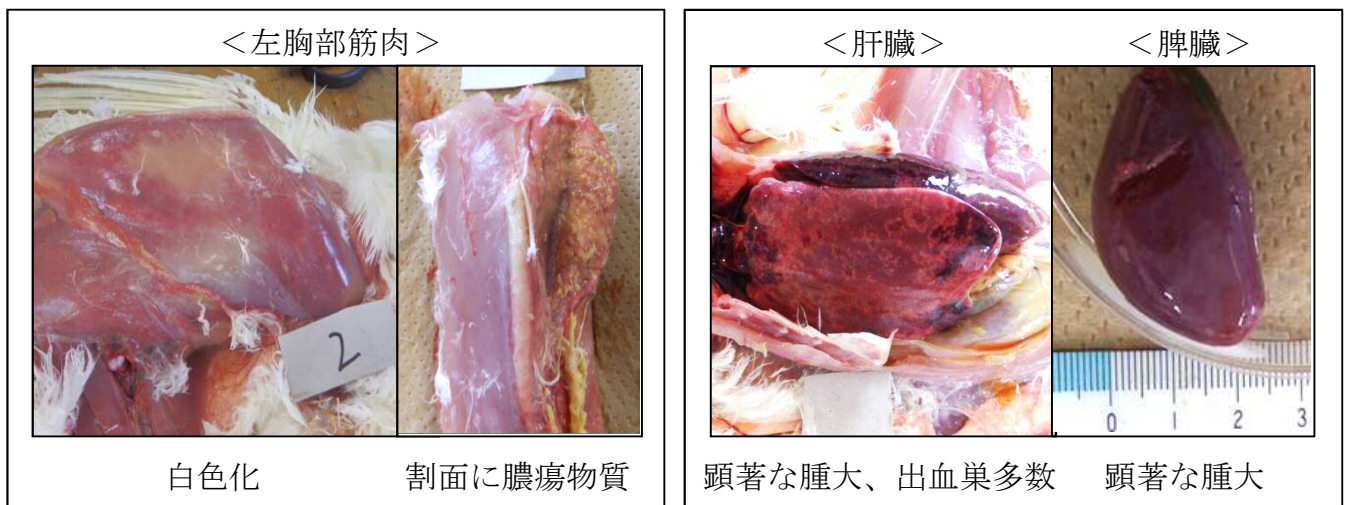 ＜左胸部筋肉＞
2
白色化
割面に膿瘍物質
＜肝臓＞
＜脾臓＞
0 1 2 3
顕著な腫大、出血巣多数
顕著な腫大